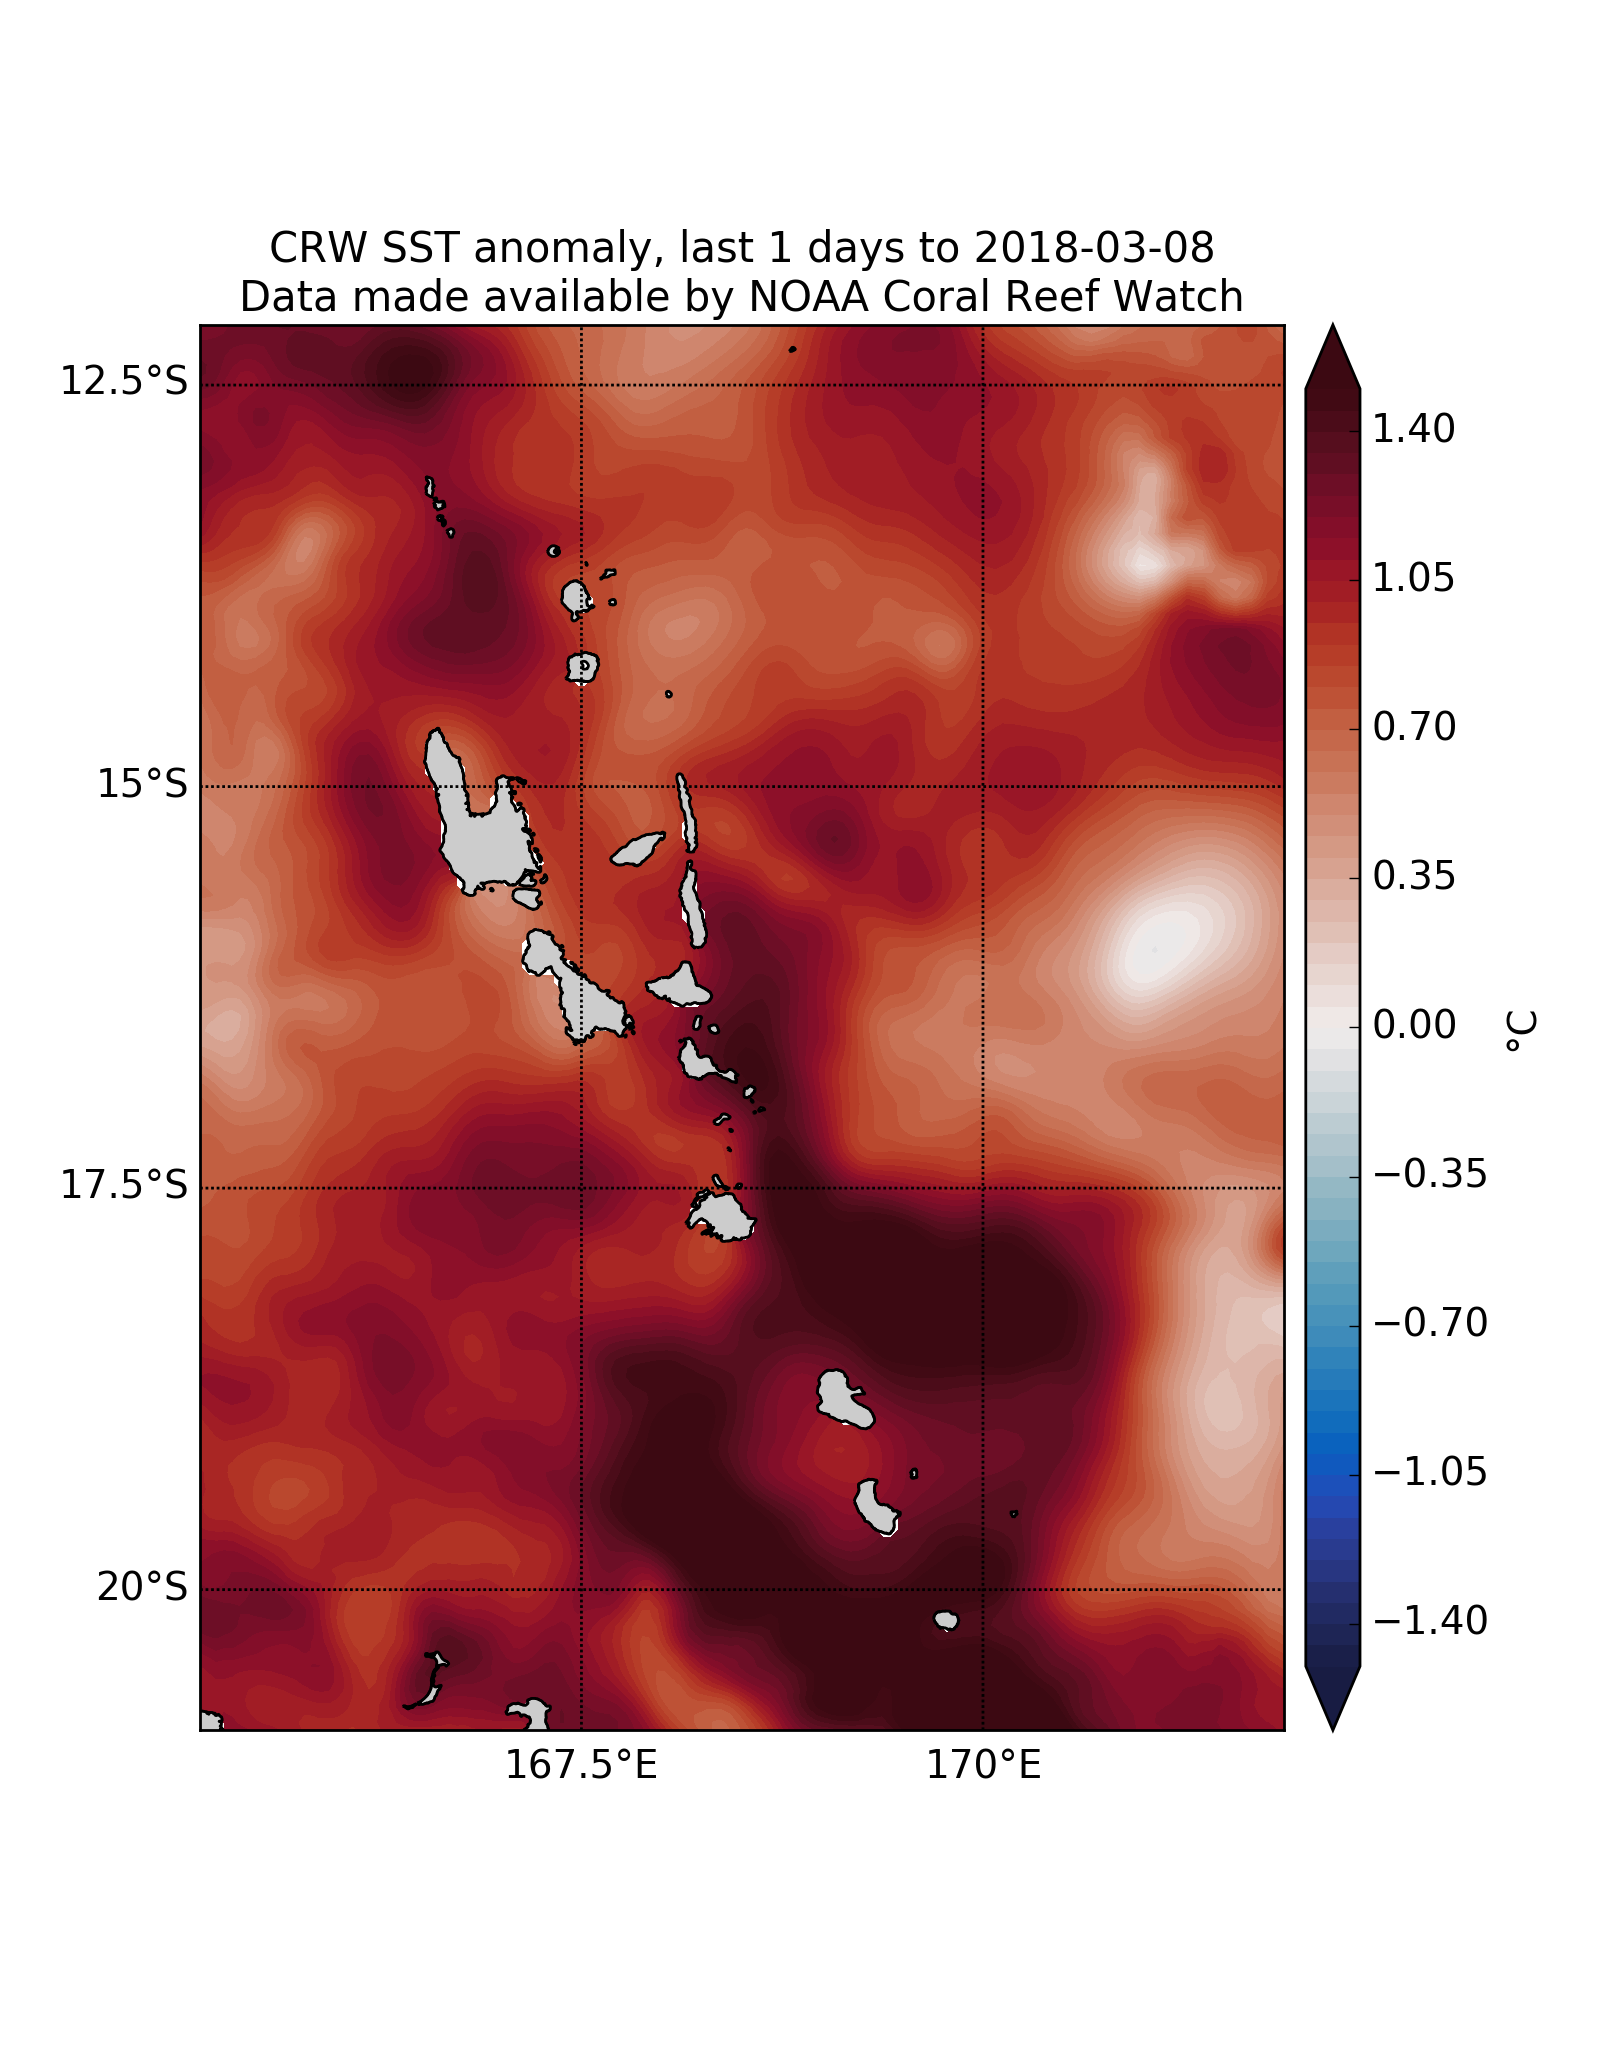 CRW SST anomaly, last 1 days to 2018-03-08
Data made available by NOAA Coral Reef Watch
12.5°S
15°S
17.5°S
20°S
167.5°E
170°E
1.40
1.05
0.70
0.35
0.00
−0.35
−0.70
−1.05
−1.40
°C